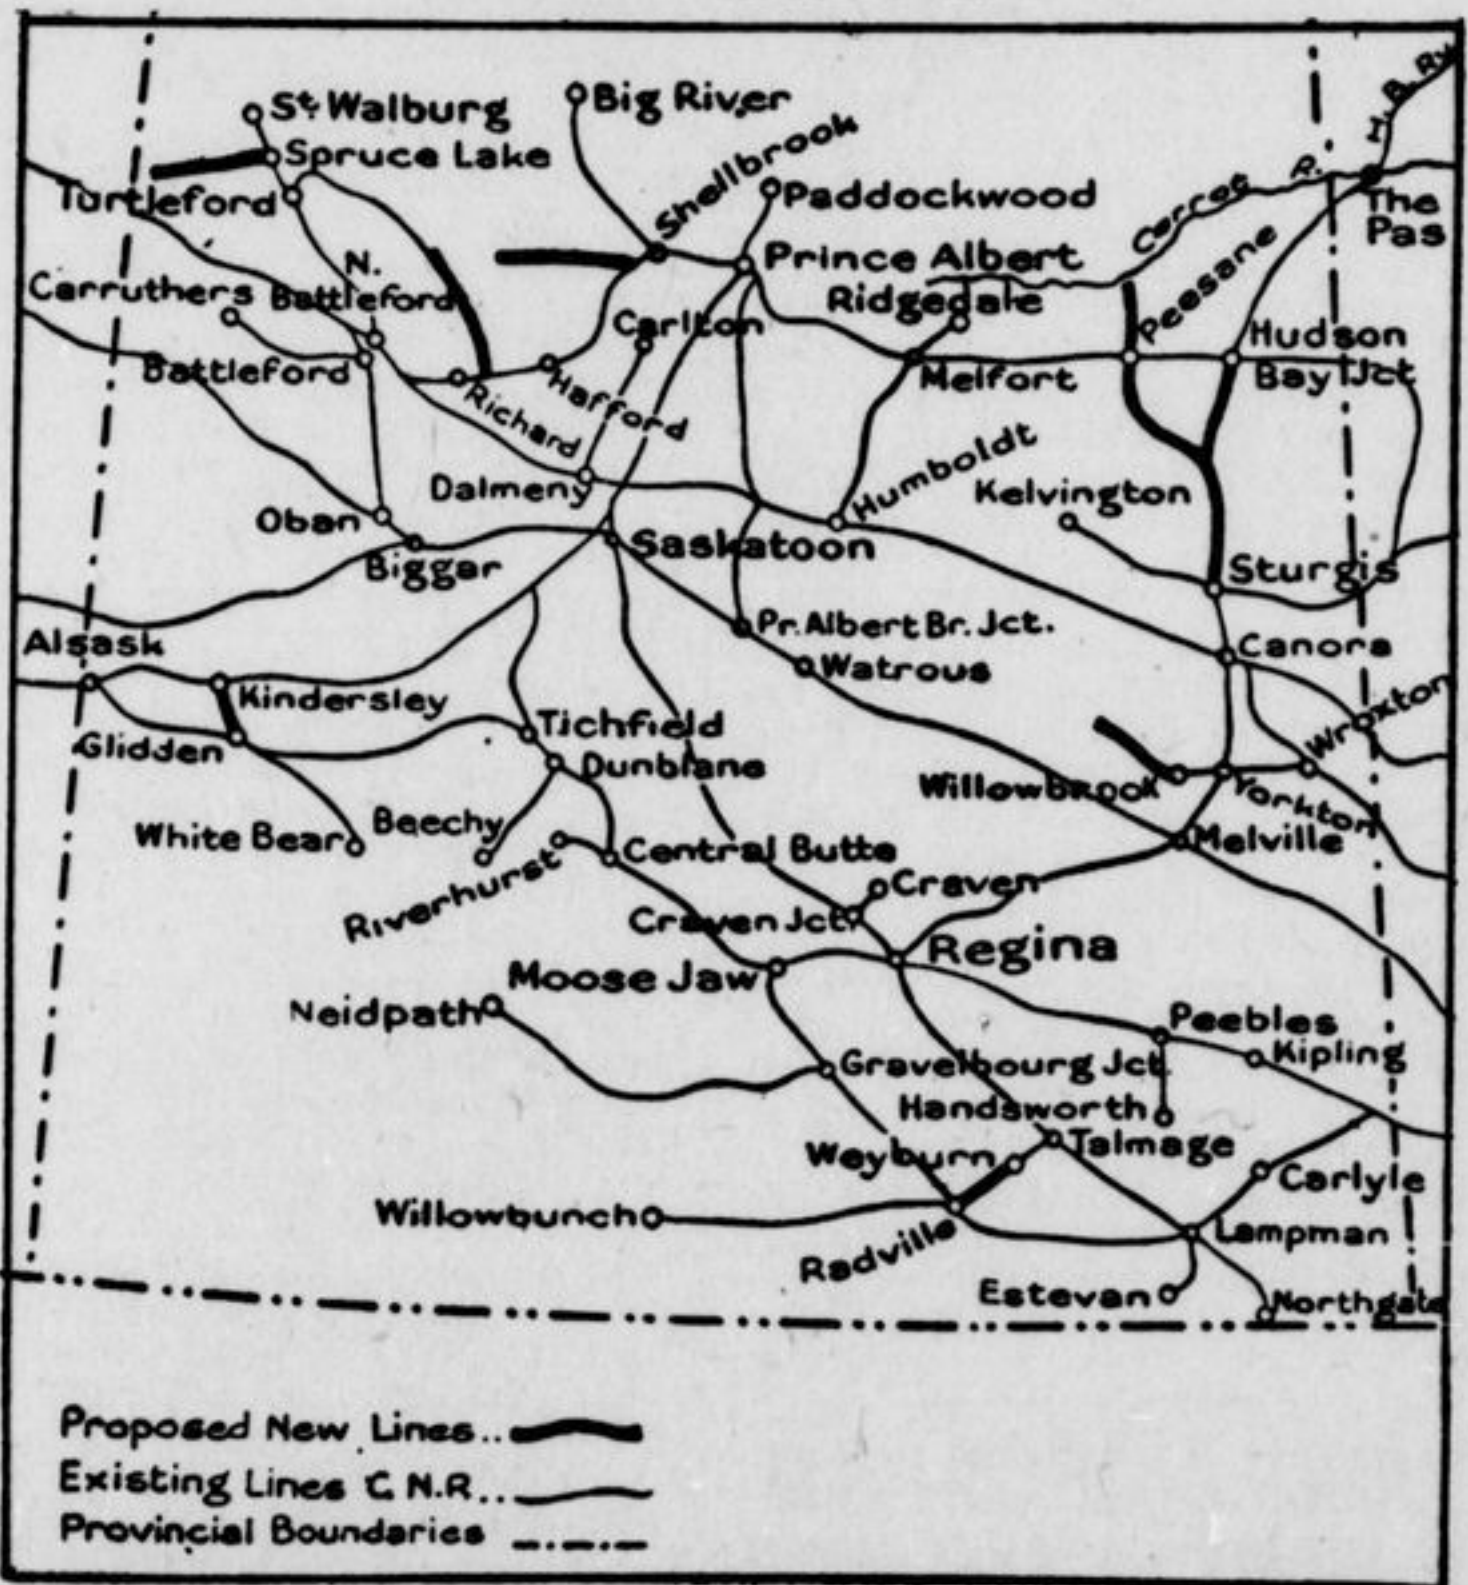 St. Walburg
Big River
H. B. Ry.
Spruce Lake
Shellbrook
Turtleford
Paddockwood
Carrot R.
The
Pas
Prince Albert
Peesane
N.
Battleford
Carruthers
Ridgedale
Carlton
Hudson
Bay Jct
Battleford
Melfort
Richard
Hafford
Humboldt
Dalmeny
Kelvington
Oban
Saskatoon
Biggar
Sturgis
Pr. Albert Br. Jct.
Alsask
Canora
Watrous
Kindersley
Wroxton
Tichfield
Glidden
Dunblane
Willowbrook
Yorkton
White Bear
Beechy
Melville
Riverhurst
Central Butte
Craven
Craven Jct.
Regina
Moose Jaw
Neidpath
Peebles
Kipling
Gravelbourg Jct.
Handsworth
Talmage
Weyburn
Carlyle
Willowbunch
Radville
Lampman
Estevan
Northgate
Proposed New Lines..
Existing Lines C.N.R...
Provincial Boundaries